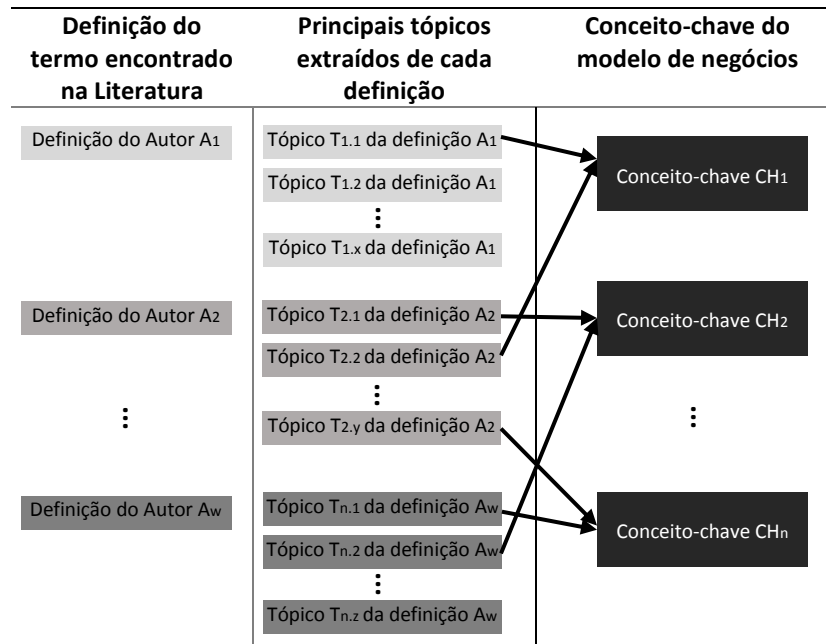 Definição do
termo encontrado
na Literatura
Principais tópicos
extraídos de cada
definição
Conceito-chave do
modelo de negócios
Definição do Autor A1
Tópico T1.1 da definição A1
Tópico T1.2 da definição A1
Tópico T1.x da definição A1
Conceito-chave CH1
Definição do Autor A2
Tópico T2.1 da definição A2
Tópico T2.2 da definição A2
Tópico T2.y da definição A2
Conceito-chave CH2
Definição do Autor Aw
Tópico Tn.1 da definição Aw
Tópico Tn.2 da definição Aw
Tópico Tn.z da definição Aw
Conceito-chave CHn